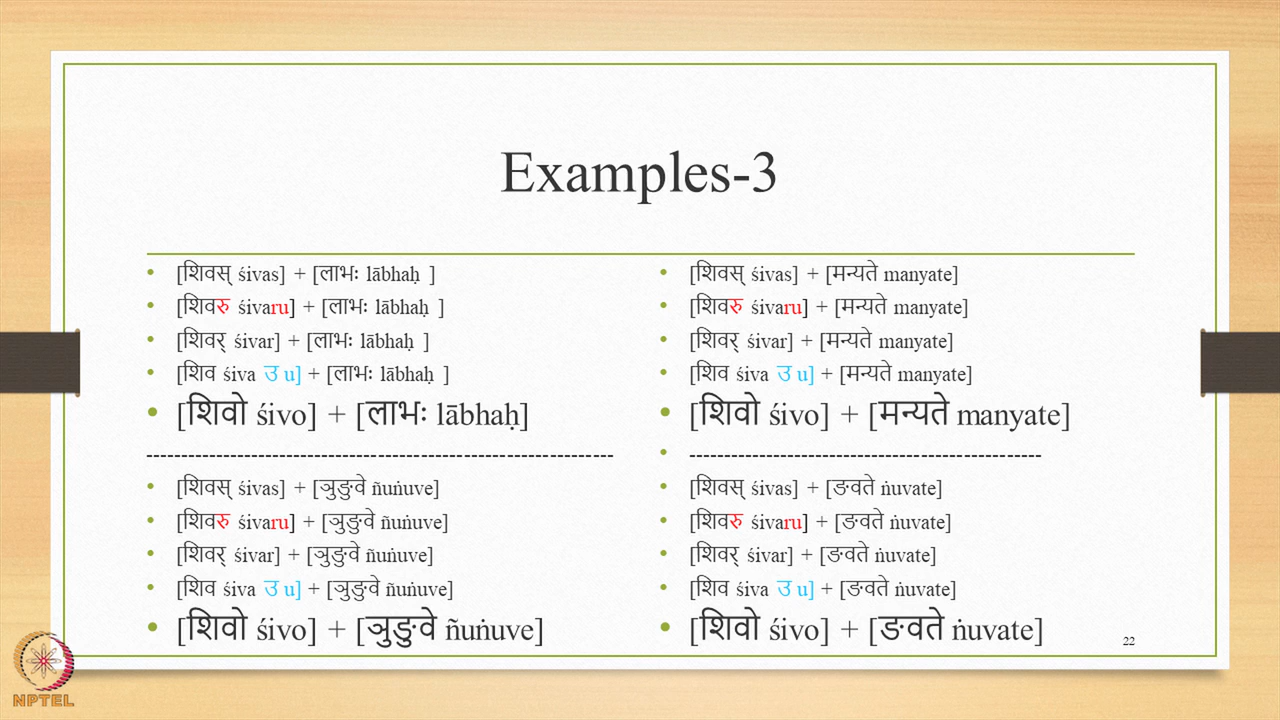 Examples-3
• [शिवस् śivas] + [लाभः lābhaḥ ]
• [शिवरु śivaru] + [लाभः lābhaḥ ]
• [शिवर् śivar] + [लाभः lābhaḥ ]
• [शिव śiva उ u] + [लाभः lābhaḥ ]
• [शिवो śivo] + [लाभः lābhaḥ]
-------------------------------------------------------------------
• [शिवस् śivas] + [ञुङुवे ñuṅuve]
• [शिवरु śivaru] + [ञुङुवे ñuṅuve]
• [शिवर् śivar] + [ञुङुवे ñuṅuve]
• [शिव śiva उ u] + [ञुङुवे ñuṅuve]
• [शिवो śivo] + [ञुङुवे ñuṅuve]
• [शिवस् śivas] + [मन्यते manyate]
• [शिवरु śivaru] + [मन्यते manyate]
• [शिवर् śivar] + [मन्यते manyate]
• [शिव śiva उ u] + [मन्यते manyate]
• [शिवो śivo] + [मन्यते manyate]
• --------------------------------------------------
• [शिवस् śivas] + [ङवते ṅuvate]
• [शिवरु śivaru] + [ङवते ṅuvate]
• [शिवर् śivar] + [ङवते ṅuvate]
• [शिव śiva उ u] + [ङवते ṅuvate]
• [शिवो śivo] + [ङवते ṅuvate]
22
NPTEL